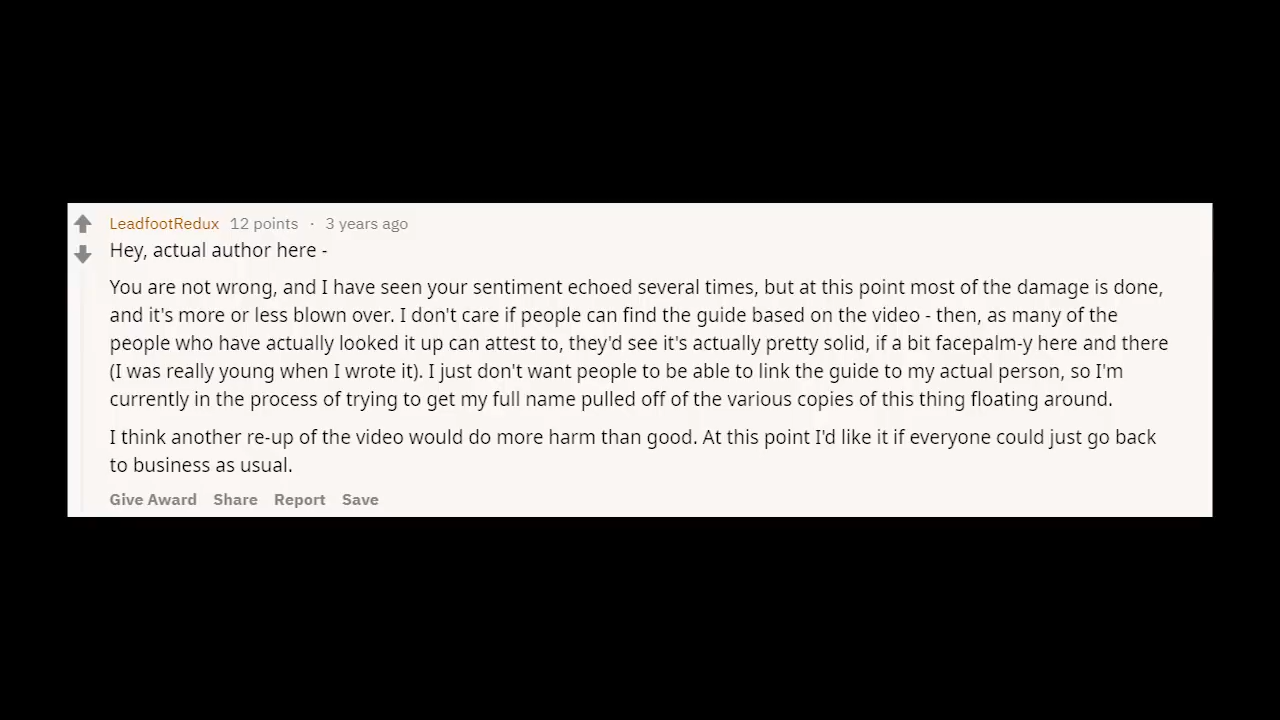 LeadfootRedux 12 points · 3 years ago
Hey, actual author here -
You are not wrong, and I have seen your sentiment echoed several times, but at this point most of the damage is done,
and it's more or less blown over. I don't care if people can find the guide based on the video - then, as many of the
people who have actually looked it up can attest to, they'd see it's actually pretty solid, if a bit facepalm-y here and there
(I was really young when I wrote it). I just don't want people to be able to link the guide to my actual person, so I'm
currently in the process of trying to get my full name pulled off of the various copies of this thing floating around.
I think another re-up of the video would do more harm than good. At this point I'd like it if everyone could just go back
to business as usual.
Give Award Share Report Save